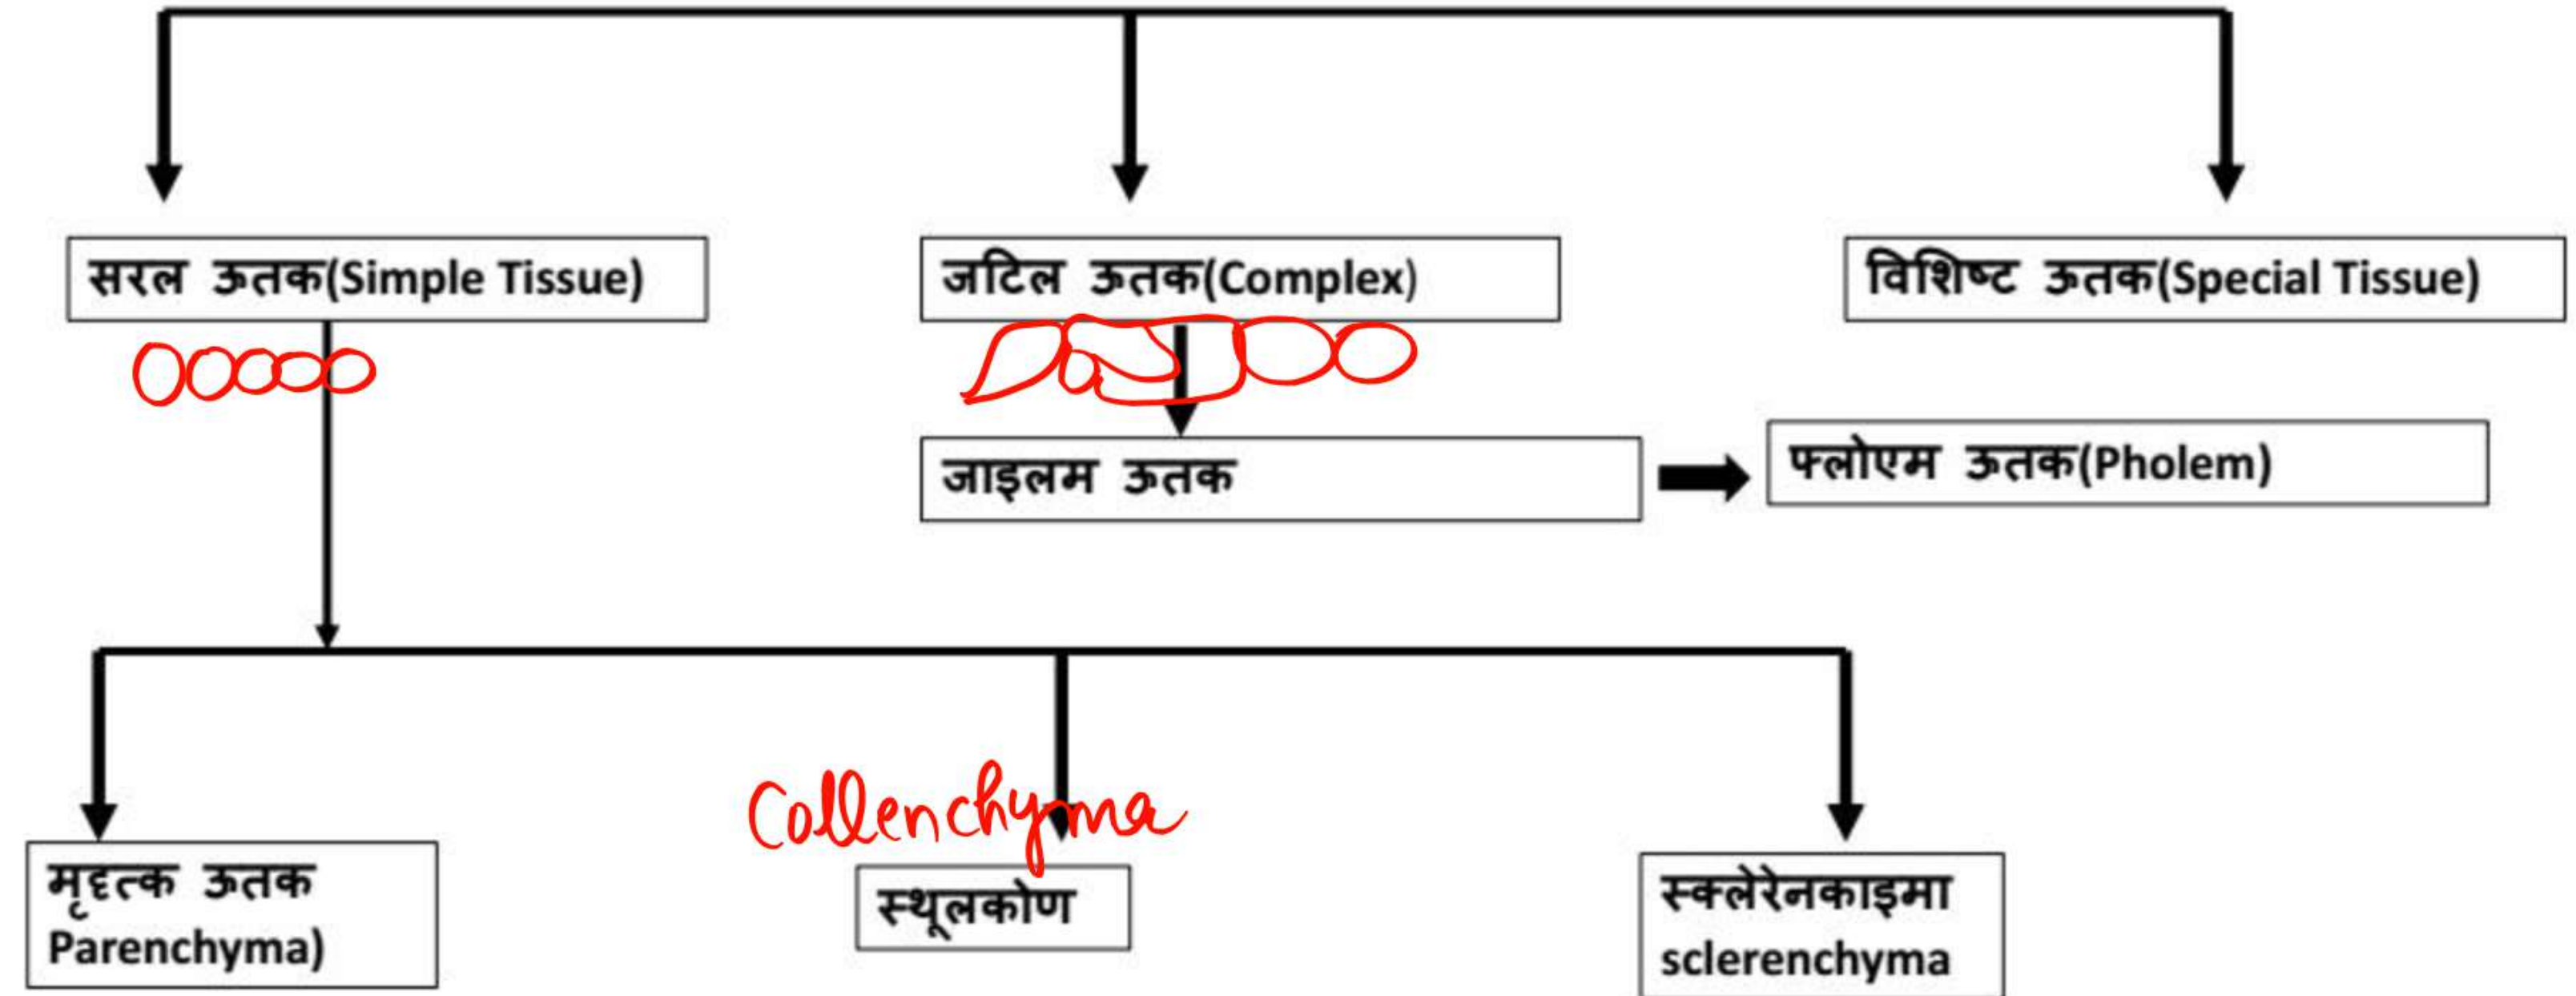 सरल ऊतक(Simple Tissue)
जटिल ऊतक(Complex)
विशिष्ट ऊतक(Special Tissue)
जाइलम ऊतक
फ्लोएम ऊतक(Pholem)
Collenchyma
मृदृत्क ऊतक
Parenchyma)
स्थूलकोण
स्क्लेरेनकाइमा
sclerenchyma